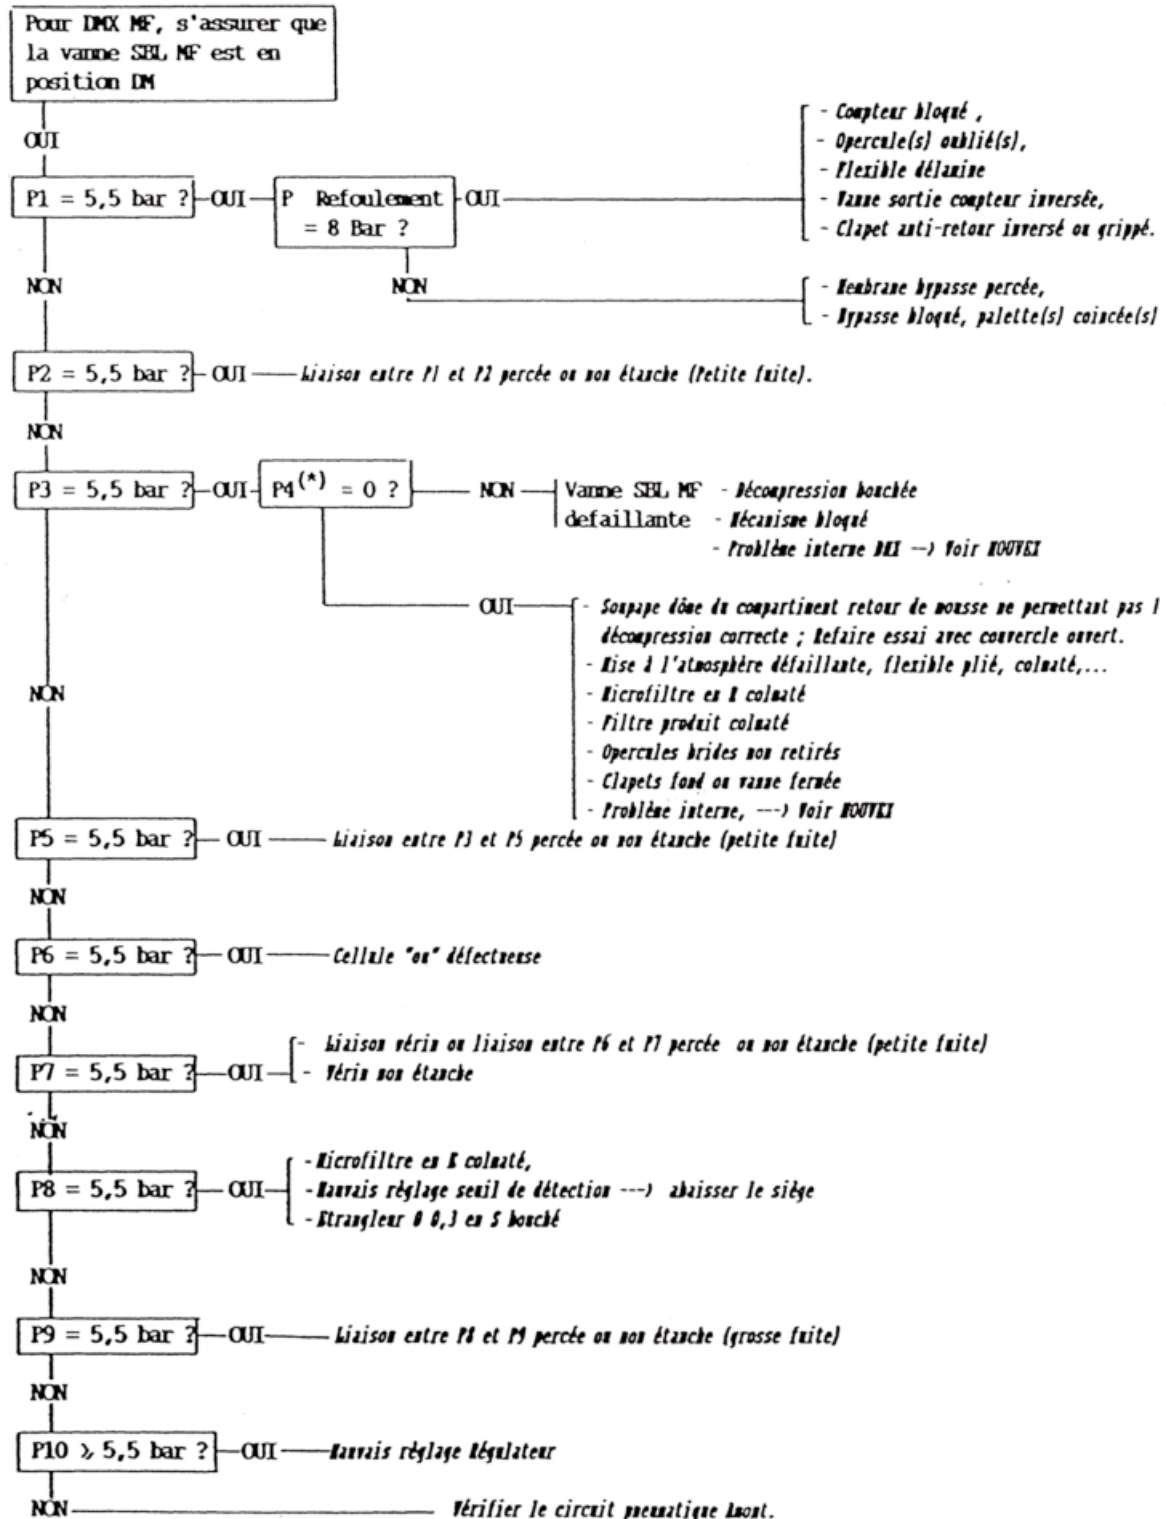 Pour DMX MF, s'assurer que
la vanne SBL MF est en
position DM
OUI
P1 = 5,5 bar ?
OUI
P Refoulement
= 8 Bar ?
OUI
- Compteur bloqué ,
- Opercule(s) oublié(s),
- Flexible délaminé
- Vanne sortie compteur inversée,
- Clapet anti-retour inversé ou grippé.
NON
NON
- Membrane bypasse percée,
- Bypasse bloqué, palette(s) coincée(s)
P2 = 5,5 bar ?
OUI
Liaison entre P1 et P2 percée ou non étanche (Petite fuite).
NON
P3 = 5,5 bar ?
OUI
P4(*) = 0 ?
NON
Vanne SBL MF
defaillante
- Décompression bouchée
- Mécanisme bloqué
- Problème interne DMX --> Voir NOUVEX
OUI
- Soupape dôme du compartiment retour de mousse ne permettant pas l
décompression correcte ; Refaire essai avec couvercle ouvert.
- Mise à l'atmosphère défaillante, flexible plié, colmaté,...
- Microfiltre en R colmaté
- Filtre produit colmaté
- Opercules brides non retirés
- Clapets fond ou vanne fermée
- Problème interne, ---> Voir NOUVEX
NON
P5 = 5,5 bar ?
OUI
Liaison entre P3 et P5 percée ou non étanche (petite fuite)
NON
P6 = 5,5 bar ?
OUI
Cellule "ou" défectueuse
NON
P7 = 5,5 bar ?
OUI
- Liaison vérin ou liaison entre P6 et P7 percée ou non étanche (petite fuite)
- Vérin non étanche
NON
P8 = 5,5 bar ?
OUI
- Microfiltre en R colmaté,
- Mauvais règlage seuil de détection ---> abaisser le siège
- Etrangleur 0 0,3 en S bouché
NON
P9 = 5,5 bar ?
OUI
Liaison entre P8 et P9 percée ou non étanche (grosse fuite)
NON
P10 ⩾ 5,5 bar ?
OUI
Mauvais règlage Régulateur
NON
Vérifier le circuit pneumatique Amont.